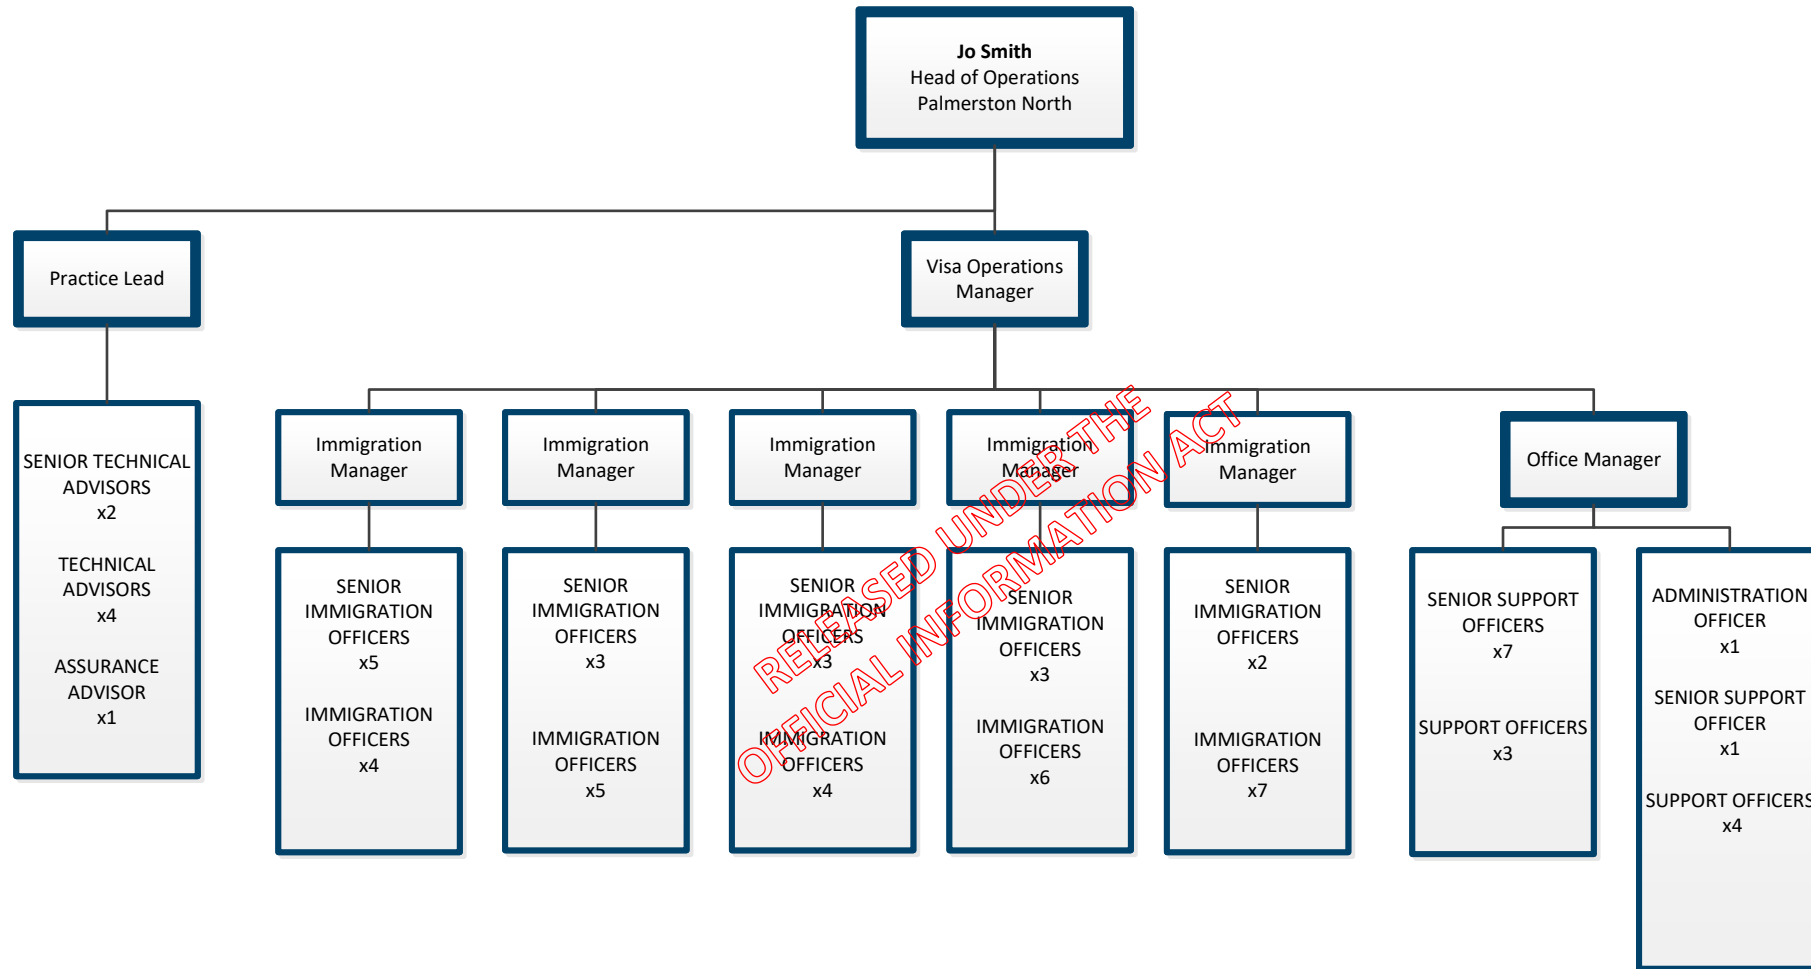 Jo Smith
Head of Operations
Palmerston North
Practice Lead
Visa Operations
Manager
Immigration
Manager
Immigration
Manager
Immigration
Manager
Immigration
Manager
Immigration
Manager
Office Manager
SENIOR TECHNICAL
ADVISORS
x2
TECHNICAL
ADVISORS
x4
ASSURANCE
ADVISOR
x1
SENIOR
IMMIGRATION
OFFICERS
x5
IMMIGRATION
OFFICERS
x4
SENIOR
IMMIGRATION
OFFICERS
x3
IMMIGRATION
OFFICERS
x5
SENIOR
IMMIGRATION
OFFICERS
x3
IMMIGRATION
OFFICERS
x4
SENIOR
IMMIGRATION
OFFICERS
x3
IMMIGRATION
OFFICERS
x6
SENIOR
IMMIGRATION
OFFICERS
x2
IMMIGRATION
OFFICERS
x7
SENIOR SUPPORT
OFFICERS
x7
SUPPORT OFFICERS
x3
ADMINISTRATION
OFFICER
x1
SENIOR SUPPORT
OFFICER
x1
SUPPORT OFFICERS
x4
RELEASED UNDER THE
OFFICIAL INFORMATION ACT